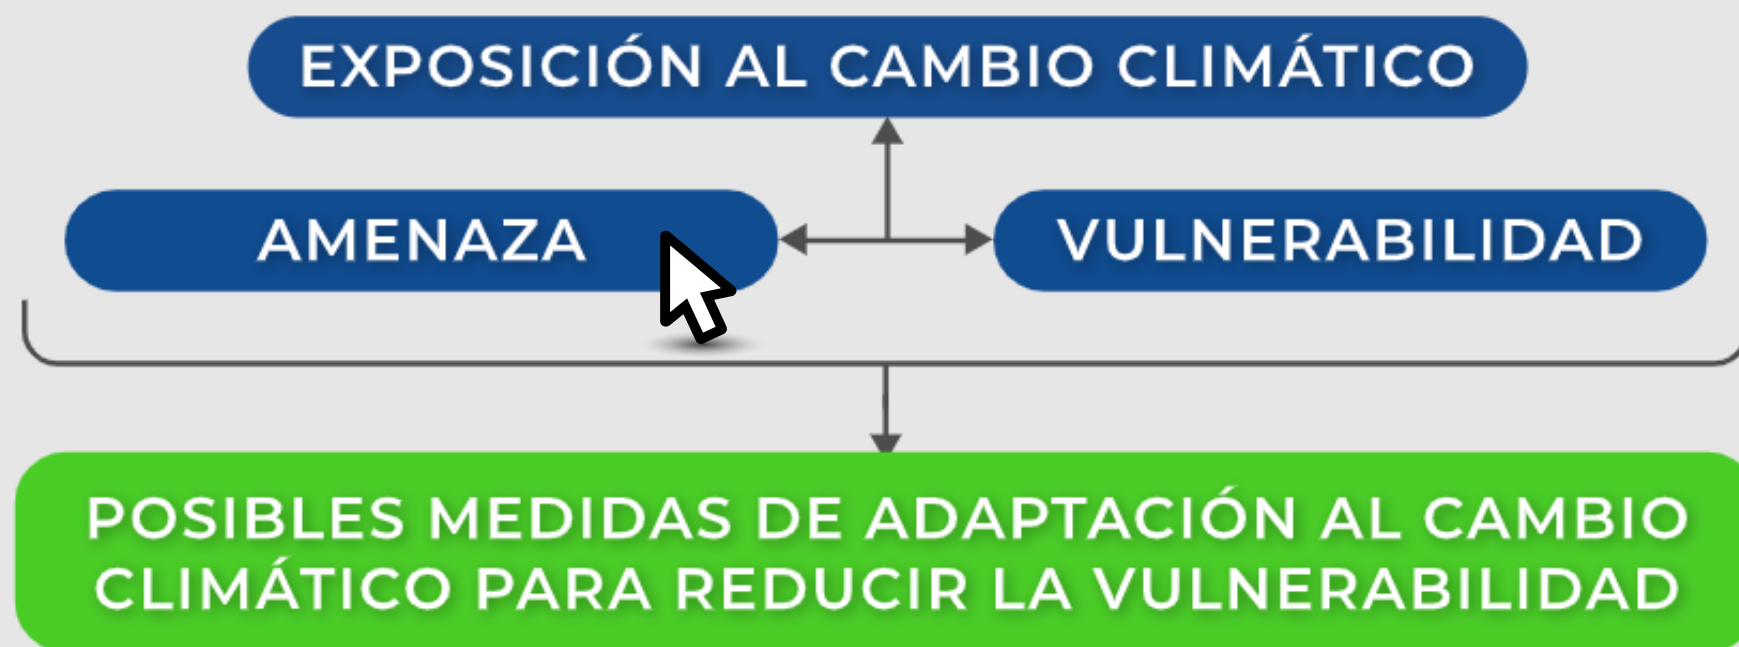 EXPOSICIÓN AL CAMBIO CLIMÁTICO
AMENAZA
VULNERABILIDAD
POSIBLES MEDIDAS DE ADAPTACIÓN AL CAMBIO
CLIMÁTICO PARA REDUCIR LA VULNERABILIDAD